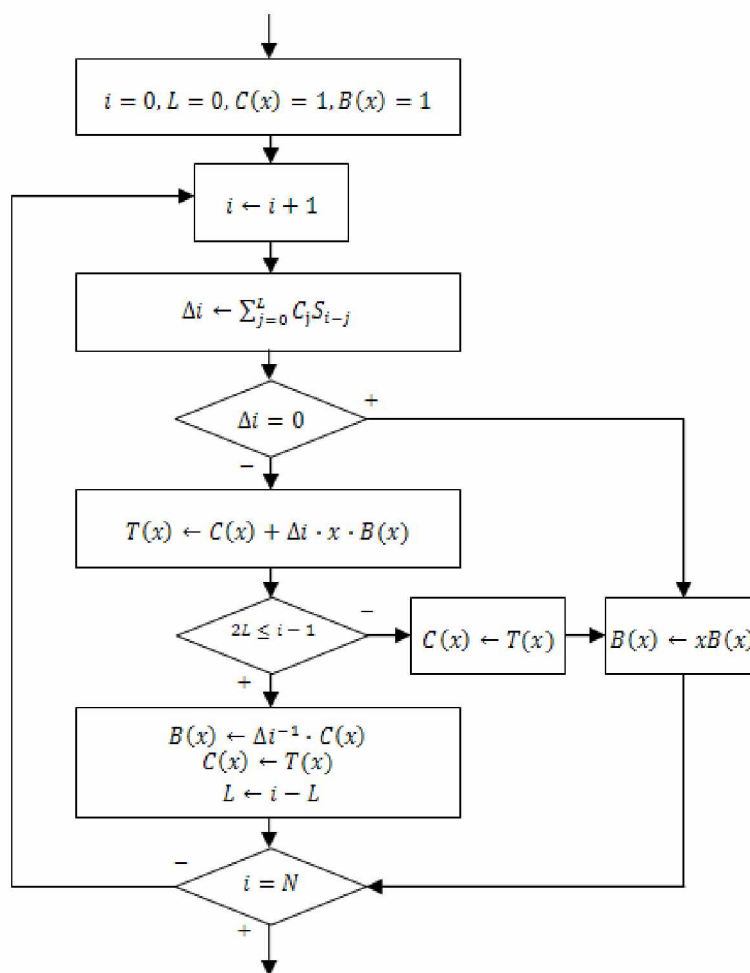 i = 0, L = 0, C(x) = 1, B(x) = 1
i ← i + 1
Δi ← ∑_{j=0}^{L} C_j S_{i−j}
Δi = 0
+
−
T(x) ← C(x) + Δi · x · B(x)
2L ≤ i − 1
−
C(x) ← T(x)
B(x) ← xB(x)
+
B(x) ← Δi⁻¹ · C(x)
C(x) ← T(x)
L ← i − L
−
i = N
+